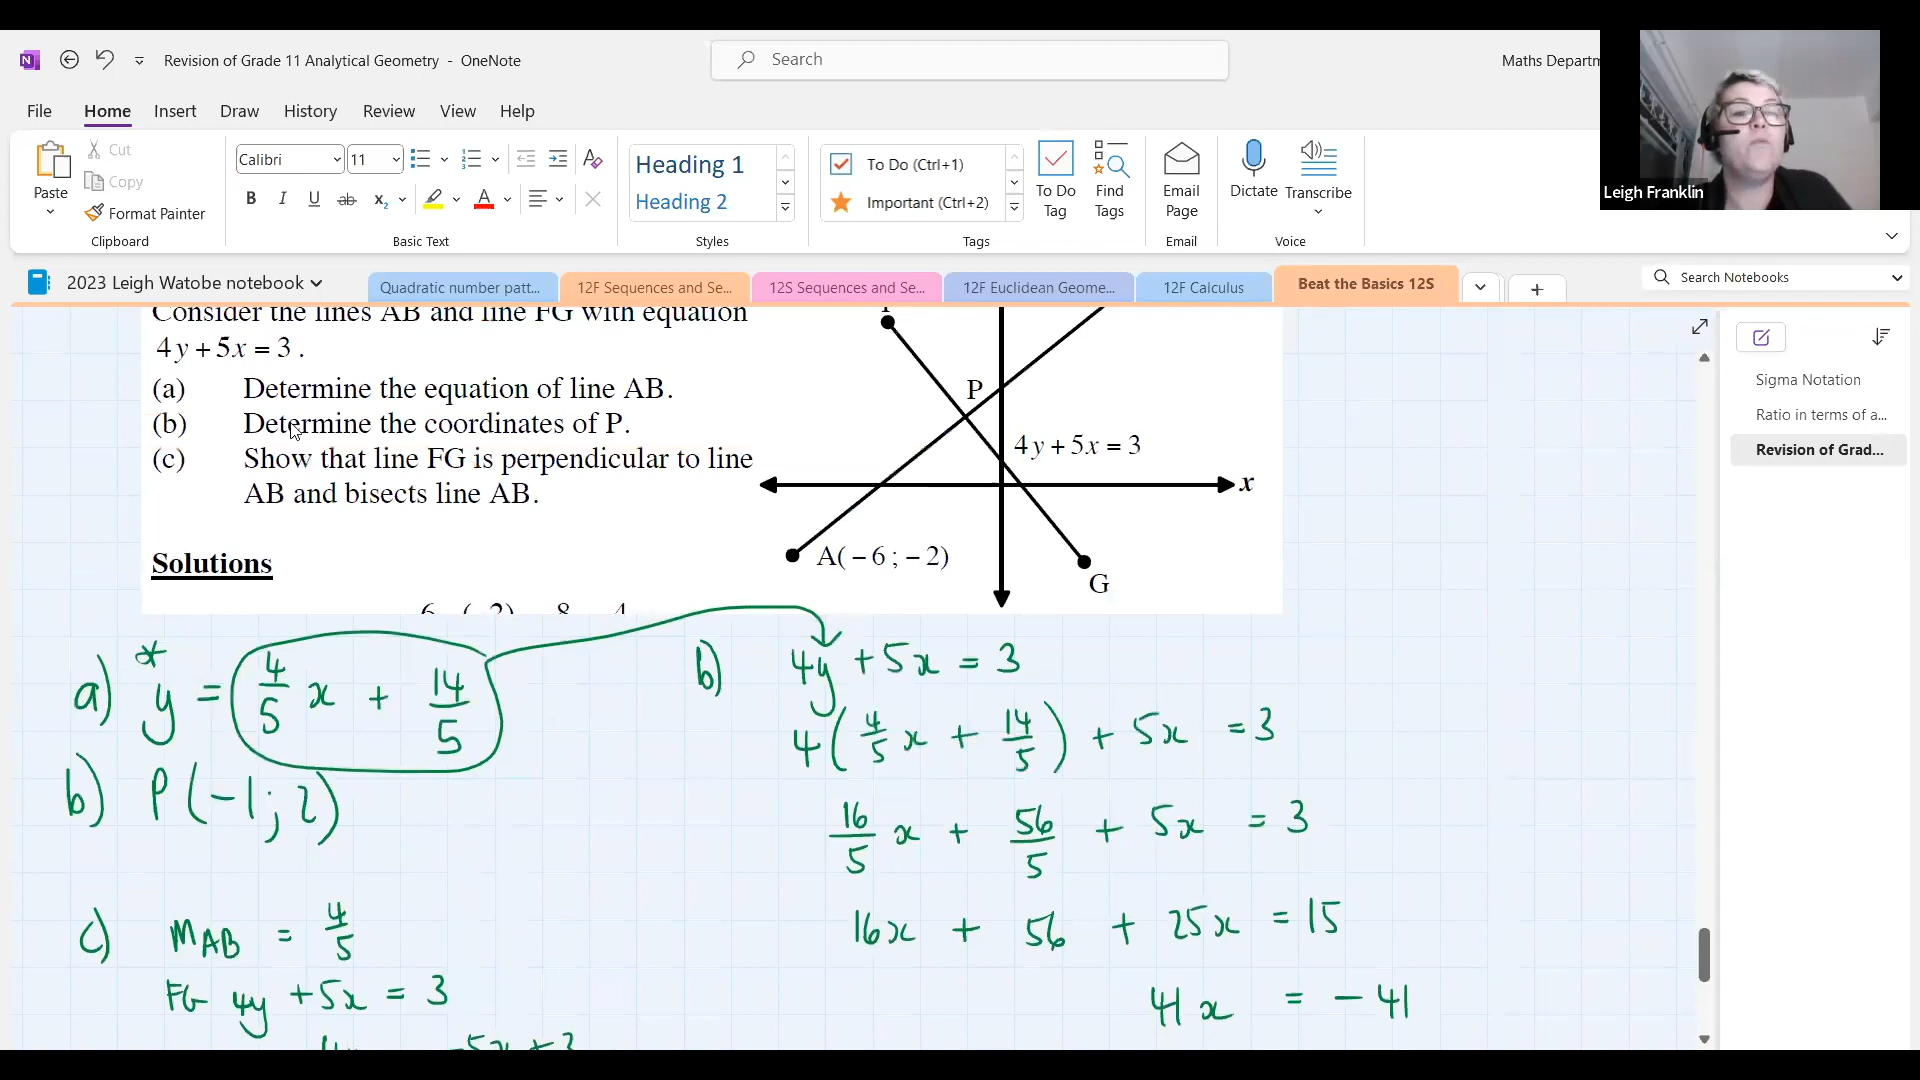 Revision of Grade 11 Analytical Geometry - OneNote
Search
Maths Departm
File Home Insert Draw History Review View Help
Paste
Cut
Copy
Format Painter
Clipboard
Calibri 11
B I U ab x₂ A
Basic Text
Heading 1
Heading 2
Styles
To Do (Ctrl+1)
Important (Ctrl+2)
To Do Tag
Find Tags
Tags
Email Page
Email
Dictate
Transcribe
Voice
Leigh Franklin
2023 Leigh Watobe notebook
Quadratic number patt...
12F Sequences and Se...
12S Sequences and Se...
12F Euclidean Geome...
12F Calculus
Beat the Basics 12S
Search Notebooks
Sigma Notation
Ratio in terms of a...
Revision of Grad...
Consider the lines AB and line FG with equation
4y + 5x = 3 .
(a) Determine the equation of line AB.
(b) Determine the coordinates of P.
(c) Show that line FG is perpendicular to line
AB and bisects line AB.
Solutions
P
4y + 5x = 3
x
A(−6 ; −2)
G
a) * y = 4/5 x + 14/5
b) P(-1; 2)
c) mAB = 4/5
FG 4y + 5x = 3
b) 4y + 5x = 3
4(4/5 x + 14/5) + 5x = 3
16/5 x + 56/5 + 5x = 3
16x + 56 + 25x = 15
41x = -41